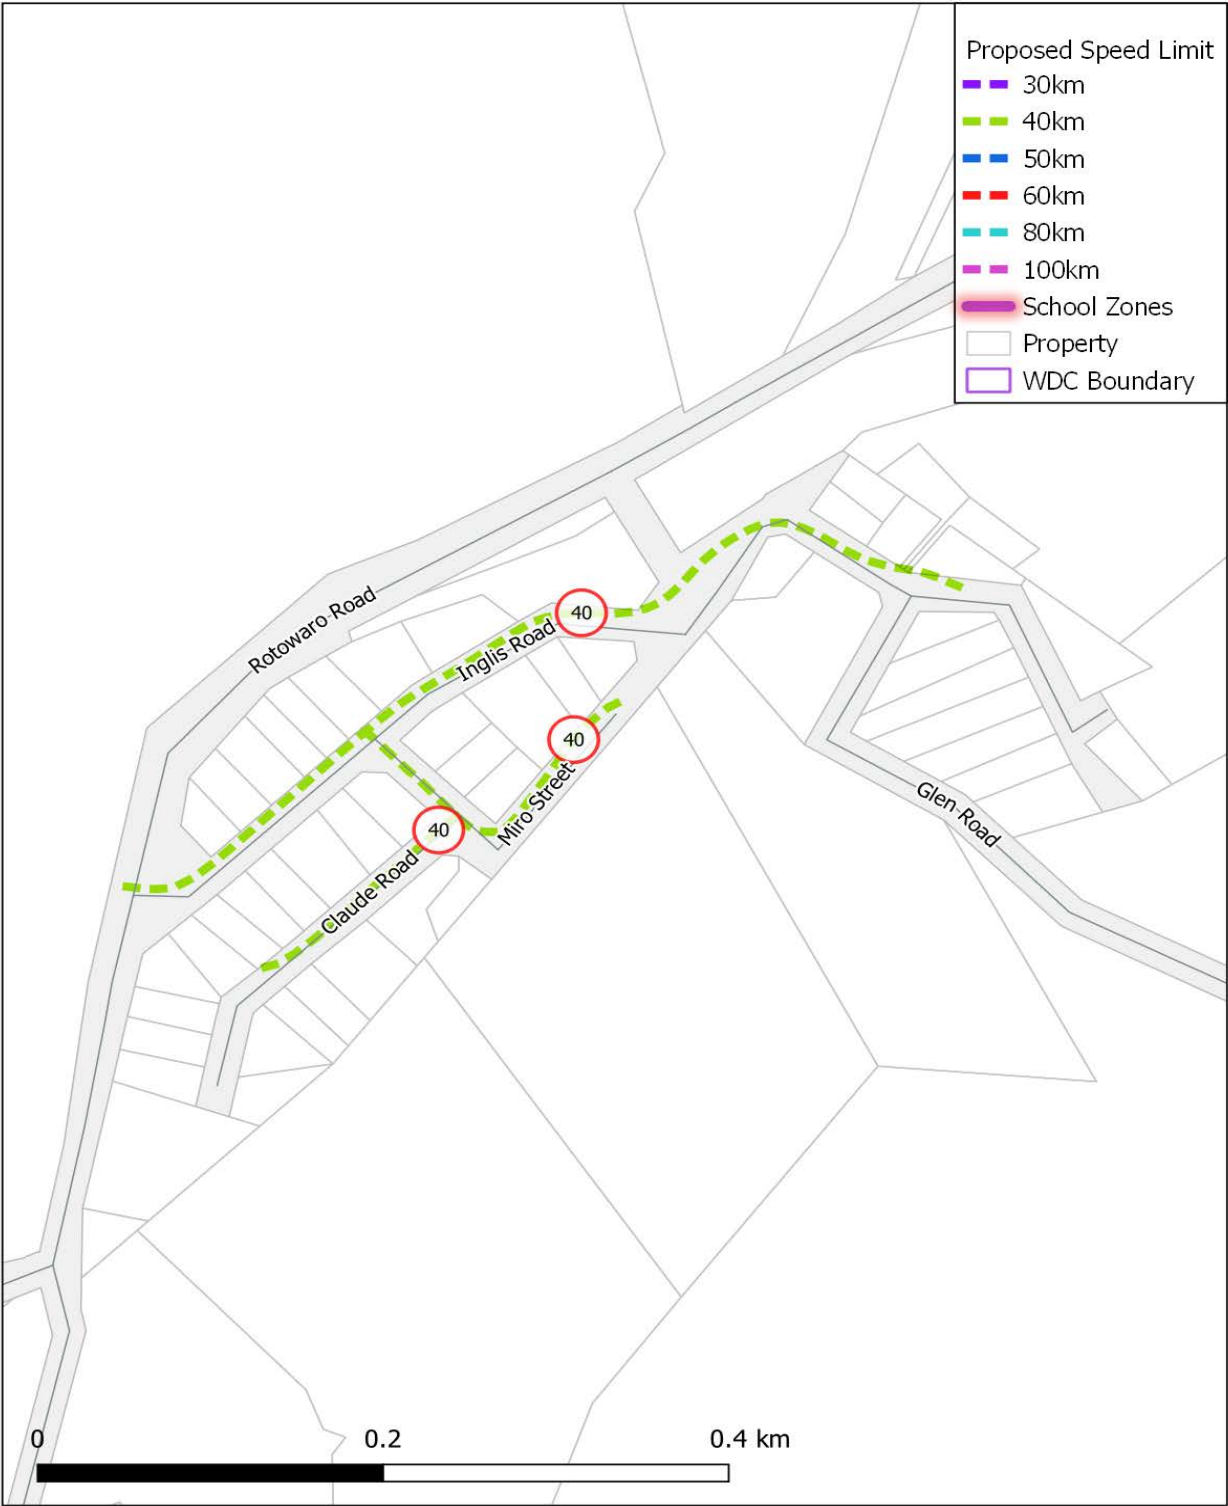 Proposed Speed Limit
30km
40km
50km
60km
80km
100km
School Zones
Property
WDC Boundary
Rotowaro Road
40
Inglis Road
40
Miro Street
40
Claude Road
Glen Road
0 0.2 0.4 km